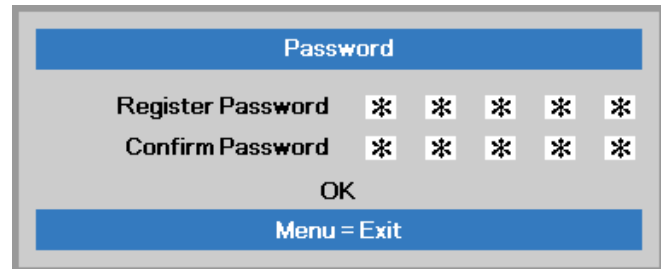 Password
Register Password * * * * *
Confirm Password * * * * *
OK
Menu = Exit